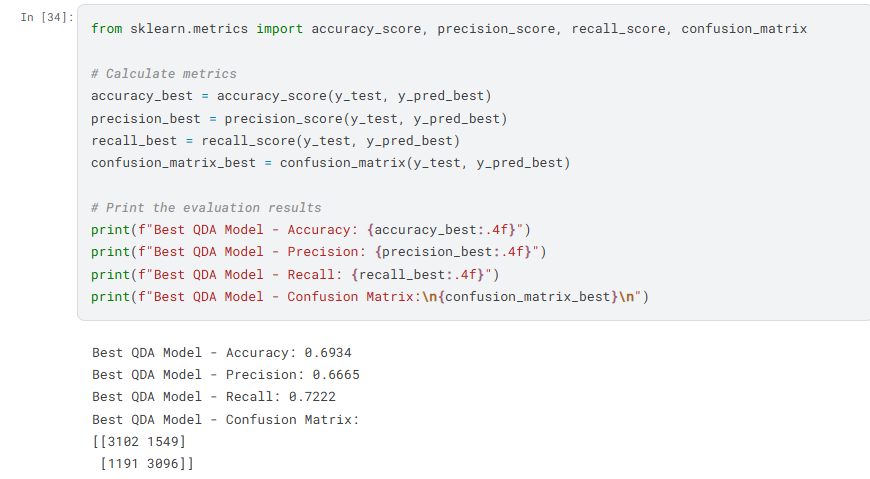 In [34]:
from sklearn.metrics import accuracy_score, precision_score, recall_score, confusion_matrix
# Calculate metrics
accuracy_best = accuracy_score(y_test, y_pred_best)
precision_best = precision_score(y_test, y_pred_best)
recall_best = recall_score(y_test, y_pred_best)
confusion_matrix_best = confusion_matrix(y_test, y_pred_best)
# Print the evaluation results
print(f"Best QDA Model - Accuracy: {accuracy_best:.4f}")
print(f"Best QDA Model - Precision: {precision_best:.4f}")
print(f"Best QDA Model - Recall: {recall_best:.4f}")
print(f"Best QDA Model - Confusion Matrix:\n{confusion_matrix_best}\n")
Best QDA Model - Accuracy: 0.6934
Best QDA Model - Precision: 0.6665
Best QDA Model - Recall: 0.7222
Best QDA Model - Confusion Matrix:
[[3102 1549]
 [1191 3096]]